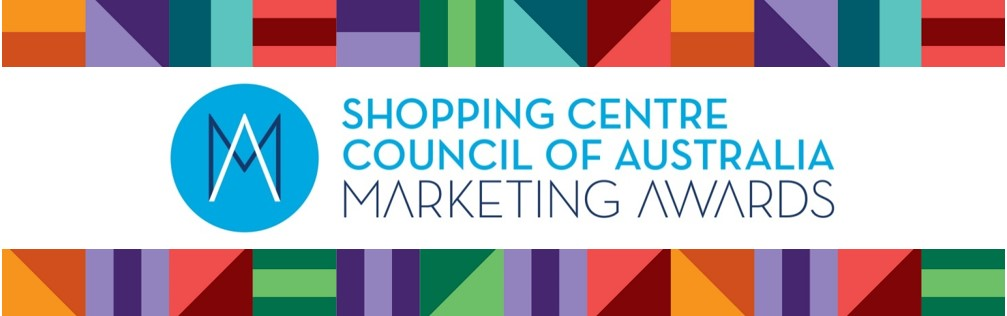 SHOPPING CENTRE
COUNCIL OF AUSTRALIA
MARKETING AWARDS